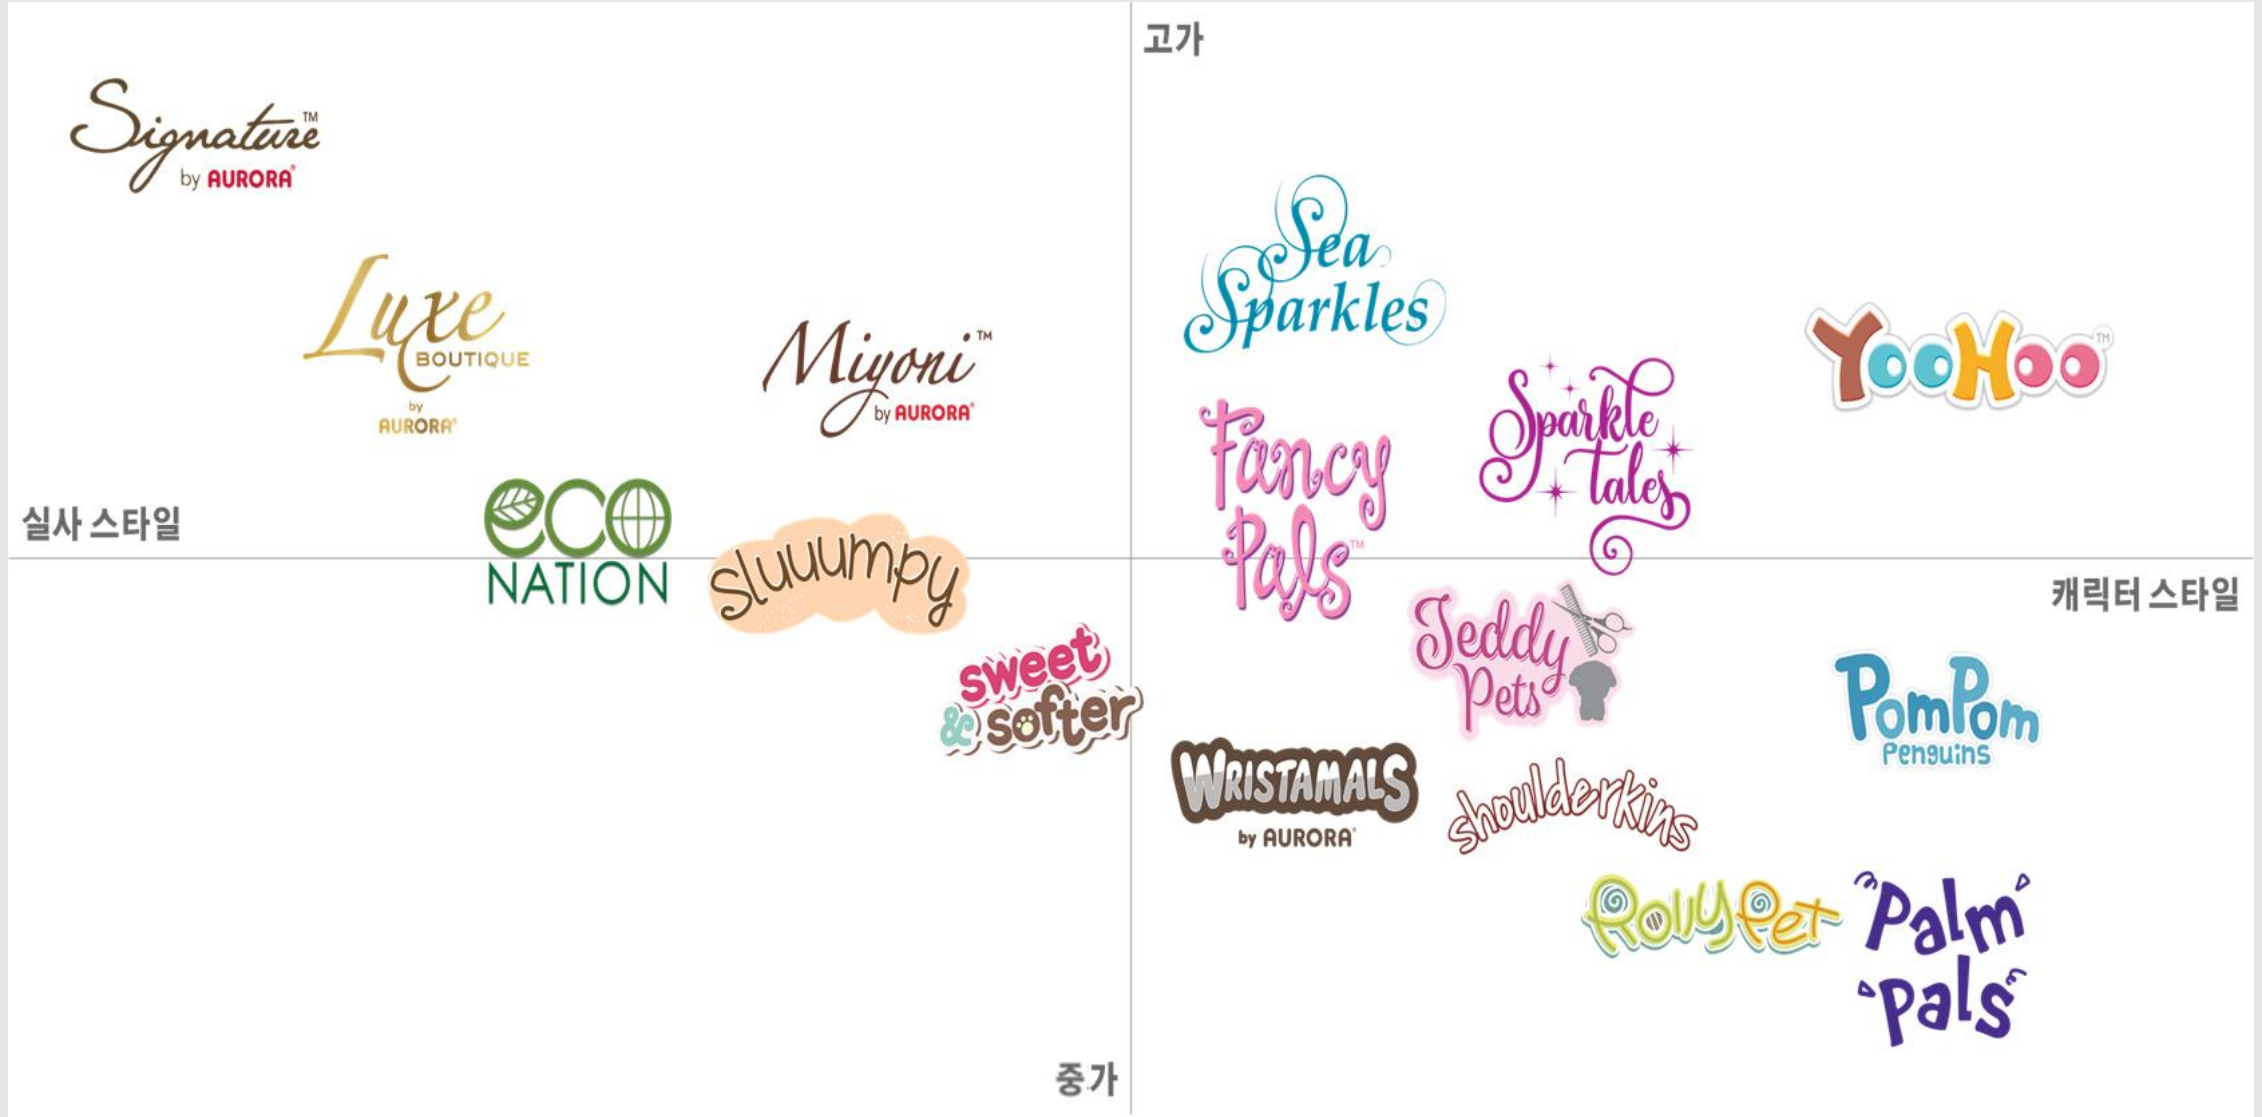 고가
Signature™
by AURORA®
Sea
Sparkles
Luxe
BOUTIQUE
by
AURORA®
Miyoni™
by AURORA®
YooHoo™
Sparkle
tales
Fancy
Pals™
실사 스타일
eco
NATION
sluuumpy
캐릭터 스타일
Teddy
Pets
sweet
& softer
PomPom
Penguins
WRISTAMALS
by AURORA®
shoulderkins
Rolly Pet
Palm
Pals
중가